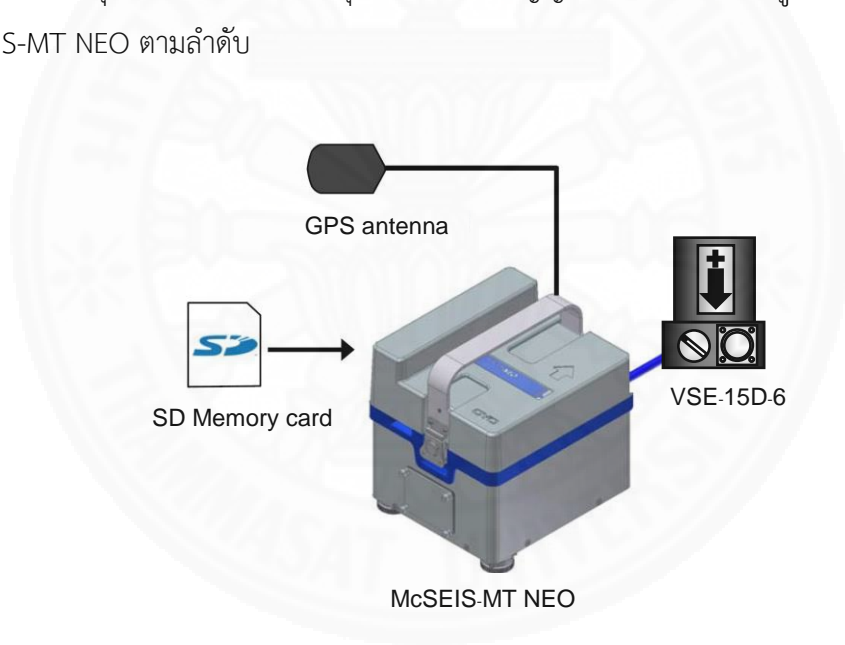 S-MT NEO ตามลำดับ
GPS antenna
SD Memory card
VSE-15D-6
McSEIS-MT NEO